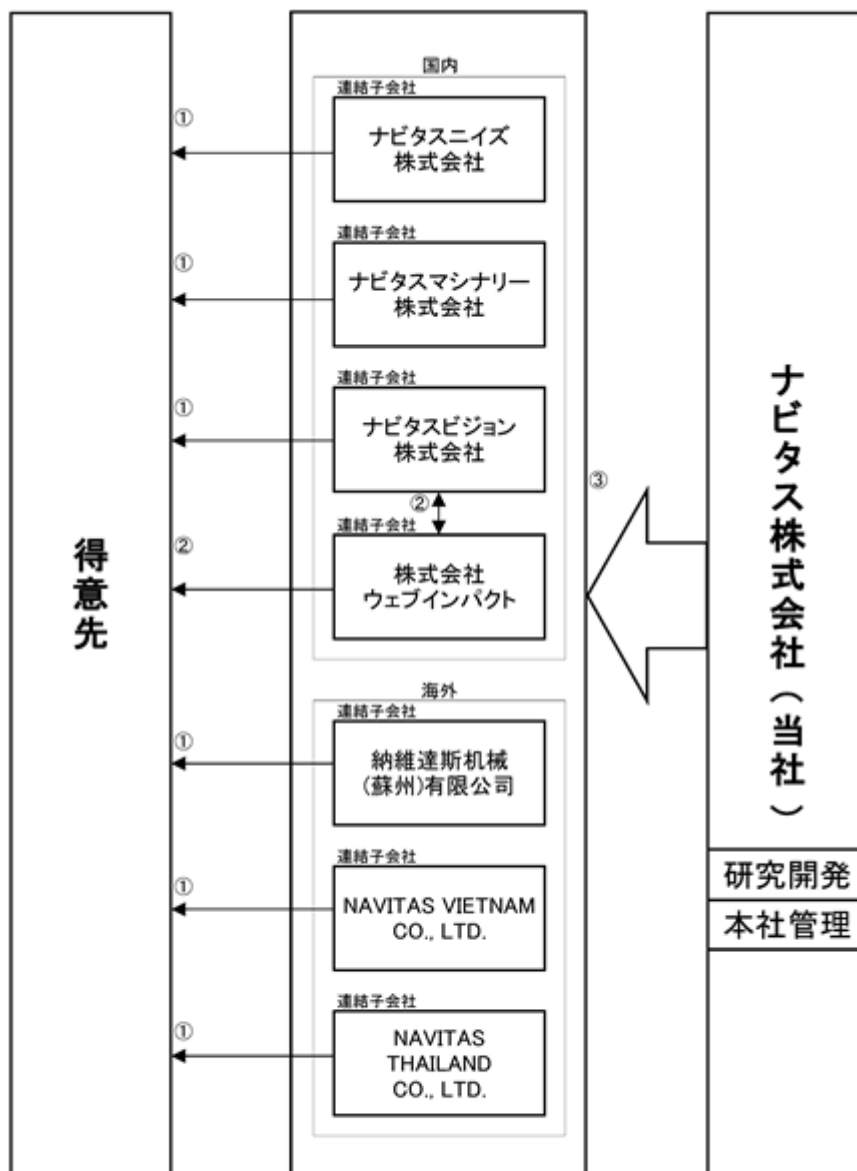 国内
連結子会社
①
ナビタスニイズ
株式会社
連結子会社
①
ナビタスマシナリー
株式会社
連結子会社
①
ナビタスビジョン
株式会社
②
連結子会社
②
株式会社
ウェブインパクト
海外
連結子会社
①
納維達斯机械
(蘇州)有限公司
連結子会社
①
NAVITAS VIETNAM
CO., LTD.
連結子会社
①
NAVITAS
THAILAND
CO., LTD.
得意先
③
ナビタス株式会社(当社)
研究開発
本社管理